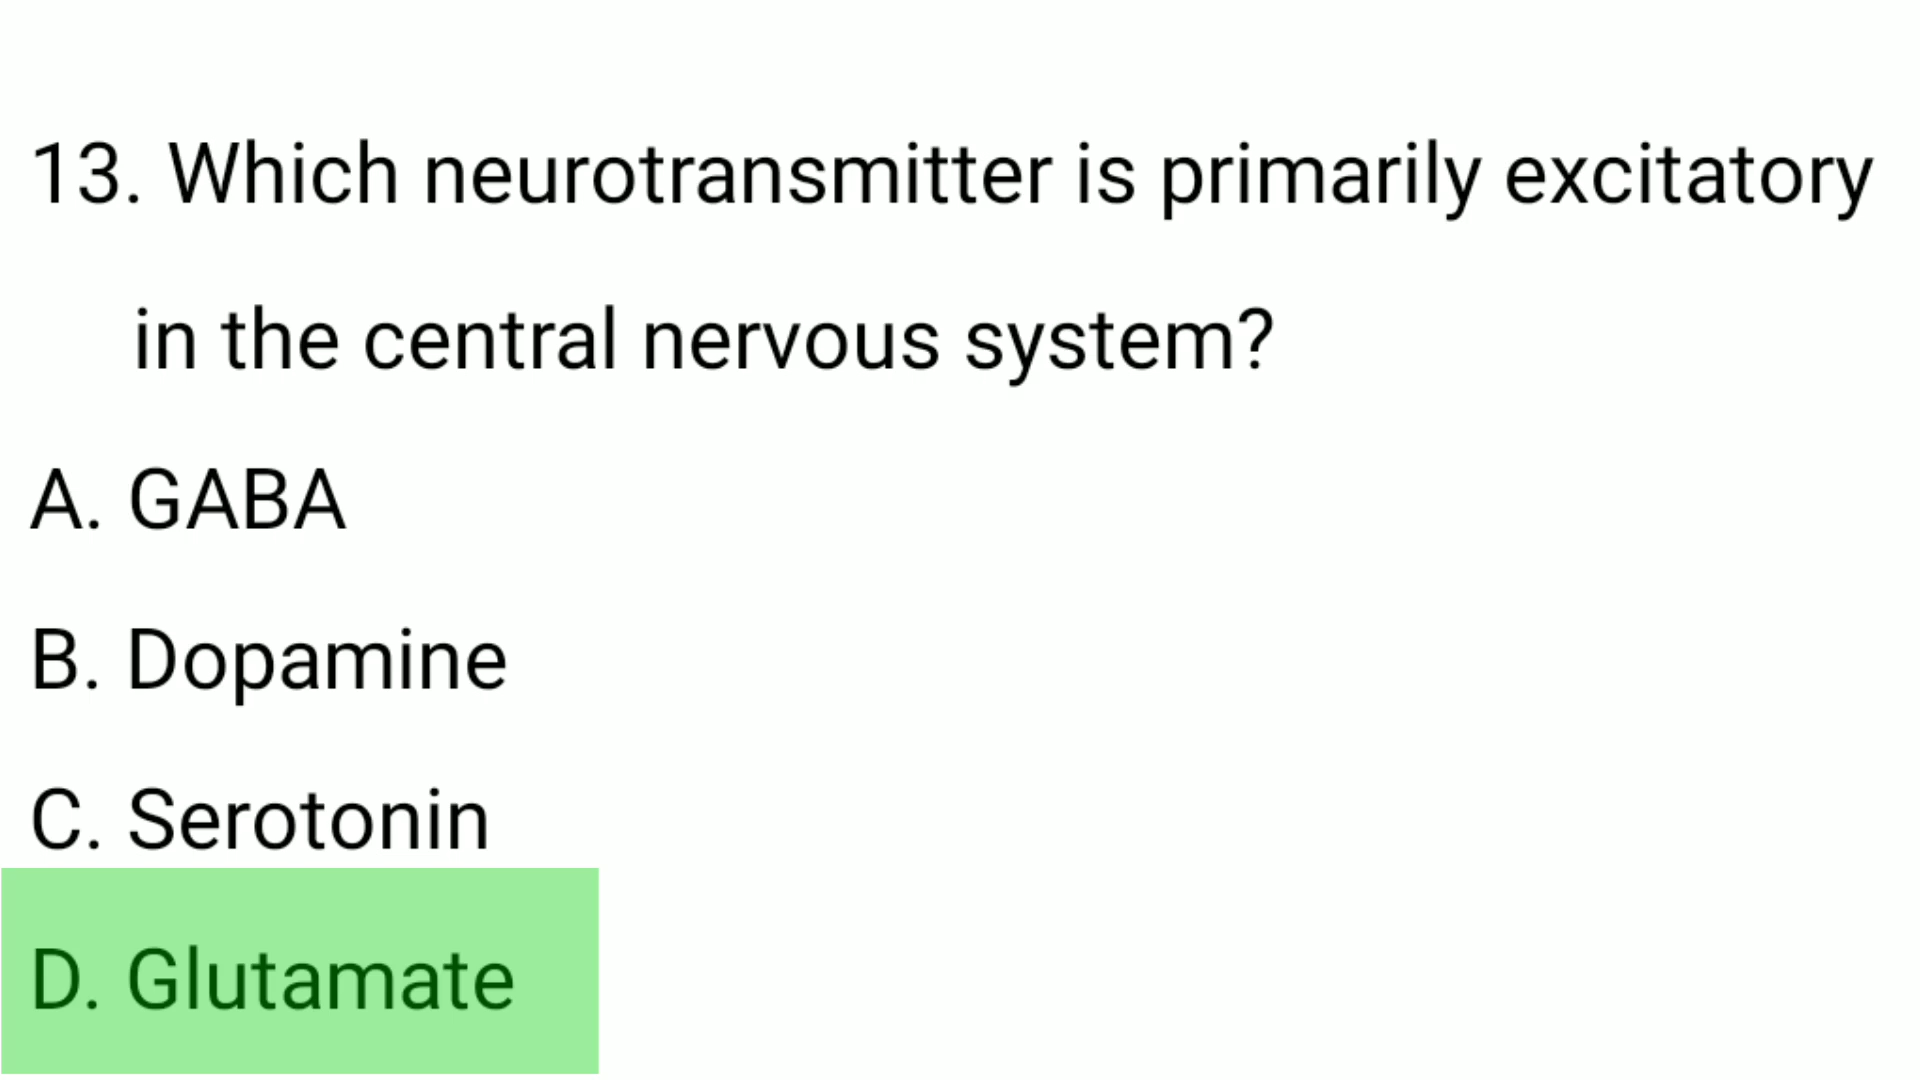 13. Which neurotransmitter is primarily excitatory
in the central nervous system?
A. GABA
B. Dopamine
C. Serotonin
D. Glutamate